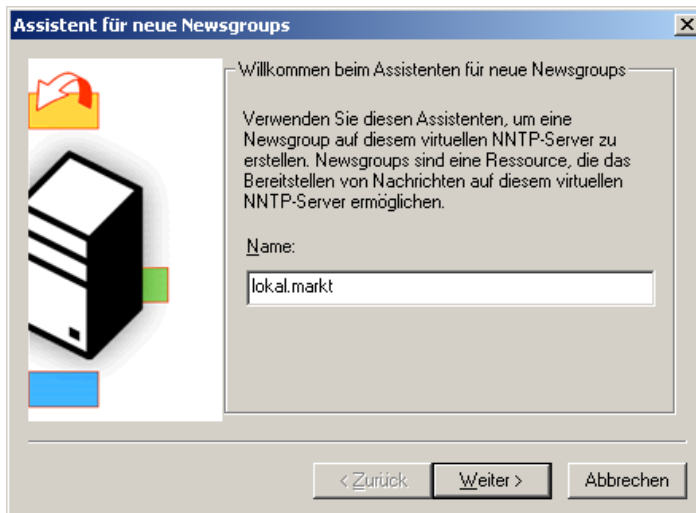 Assistent für neue Newsgroups
Willkommen beim Assistenten für neue Newsgroups
Verwenden Sie diesen Assistenten, um eine
Newsgroup auf diesem virtuellen NNTP-Server zu
erstellen. Newsgroups sind eine Ressource, die das
Bereitstellen von Nachrichten auf diesem virtuellen
NNTP-Server ermöglichen.
Name:
lokal.markt
< Zurück
Weiter >
Abbrechen